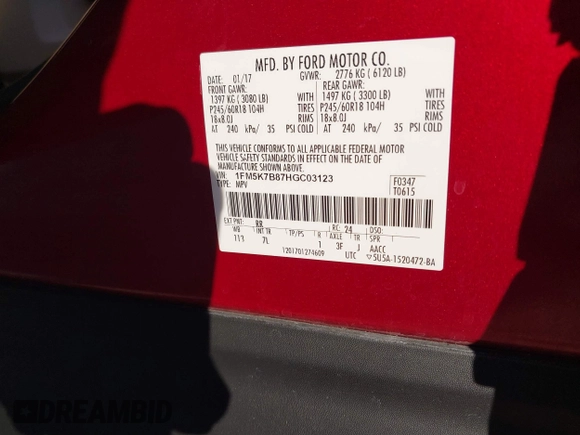 MFD. BY FORD MOTOR CO.
DATE: 01/17 GVWR: 2776 KG ( 6120 LB)
FRONT GAWR: REAR GAWR:
1397 KG ( 3080 LB) WITH 1497 KG ( 3300 LB) WITH
P245/60R18 104H TIRES P245/60R18 104H TIRES
18x8.0J RIMS 18x8.0J RIMS
AT 240 kPa/ 35 PSI COLD AT 240 kPa/ 35 PSI COLD
THIS VEHICLE CONFORMS TO ALL APPLICABLE FEDERAL MOTOR
VEHICLE SAFETY STANDARDS IN EFFECT ON THE DATE OF
MANUFACTURE SHOWN ABOVE.
VIN: 1FM5K7B87HGC03123 F0347
TYPE: MPV T0615
EXT PNT: RR RC: 24 DSO:
WB INT TR TP/PS R AXLE TR SPR
113 7L 1 3F J AACC
1201701274609 UTC 5U5A-1520472-BA
DREAMBID